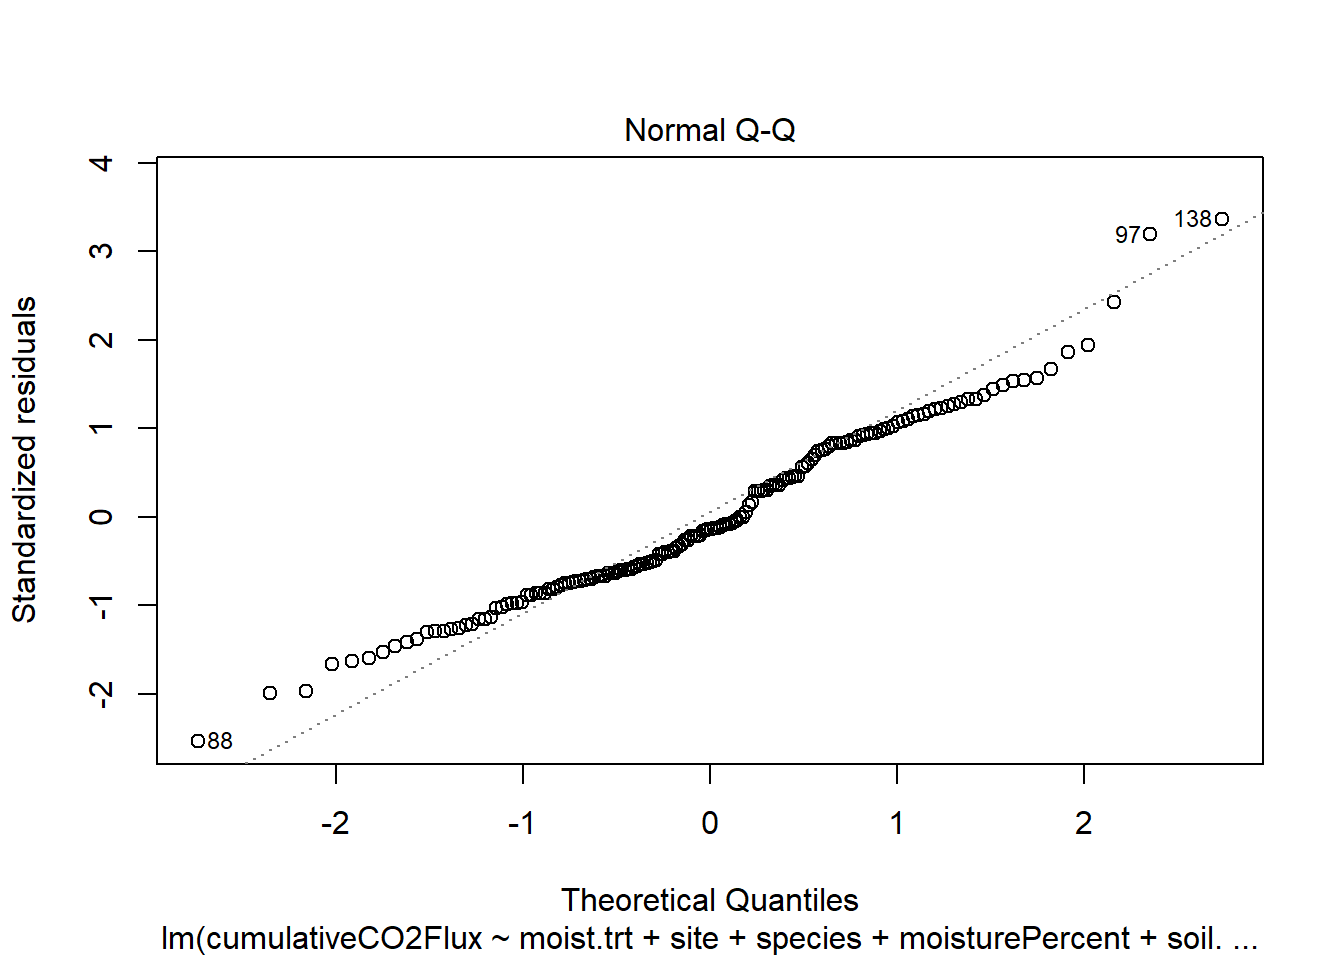 Normal Q-Q
4
3
2
1
0
-1
-2
Standardized residuals
97
138
88
-2 -1 0 1 2
Theoretical Quantiles
lm(cumulativeCO2Flux ~ moist.trt + site + species + moisturePercent + soil. ...